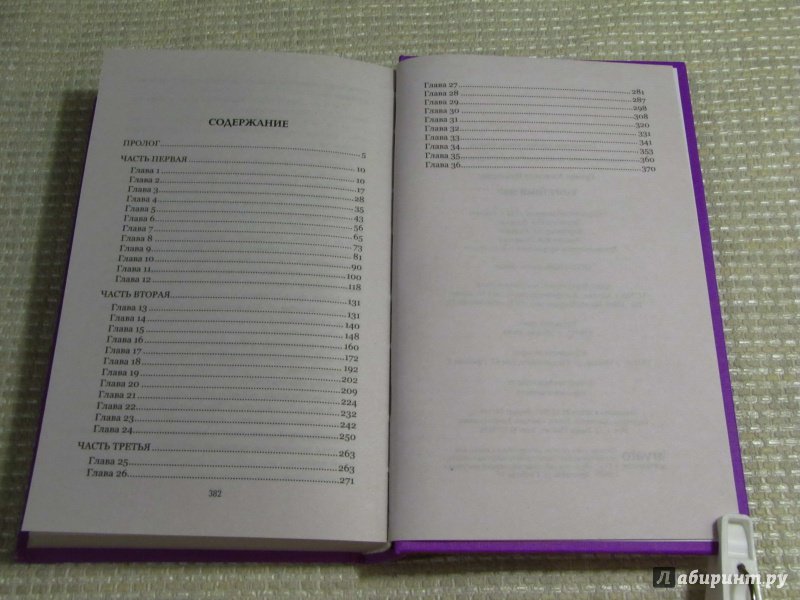 СОДЕРЖАНИЕ
ПРОЛОГ 5
ЧАСТЬ ПЕРВАЯ 10
Глава 1 10
Глава 2 17
Глава 3 28
Глава 4 35
Глава 5 43
Глава 6 56
Глава 7 65
Глава 8 73
Глава 9 81
Глава 10 90
Глава 11 100
Глава 12 118
ЧАСТЬ ВТОРАЯ 131
Глава 13 131
Глава 14 140
Глава 15 148
Глава 16 160
Глава 17 172
Глава 18 192
Глава 19 202
Глава 20 209
Глава 21 224
Глава 22 232
Глава 23 242
Глава 24 250
ЧАСТЬ ТРЕТЬЯ 263
Глава 25 263
Глава 26 271
382
Глава 27 281
Глава 28 287
Глава 29 298
Глава 30 308
Глава 31 320
Глава 32 331
Глава 33 341
Глава 34 353
Глава 35 360
Глава 36 370
Лабиринт.ру